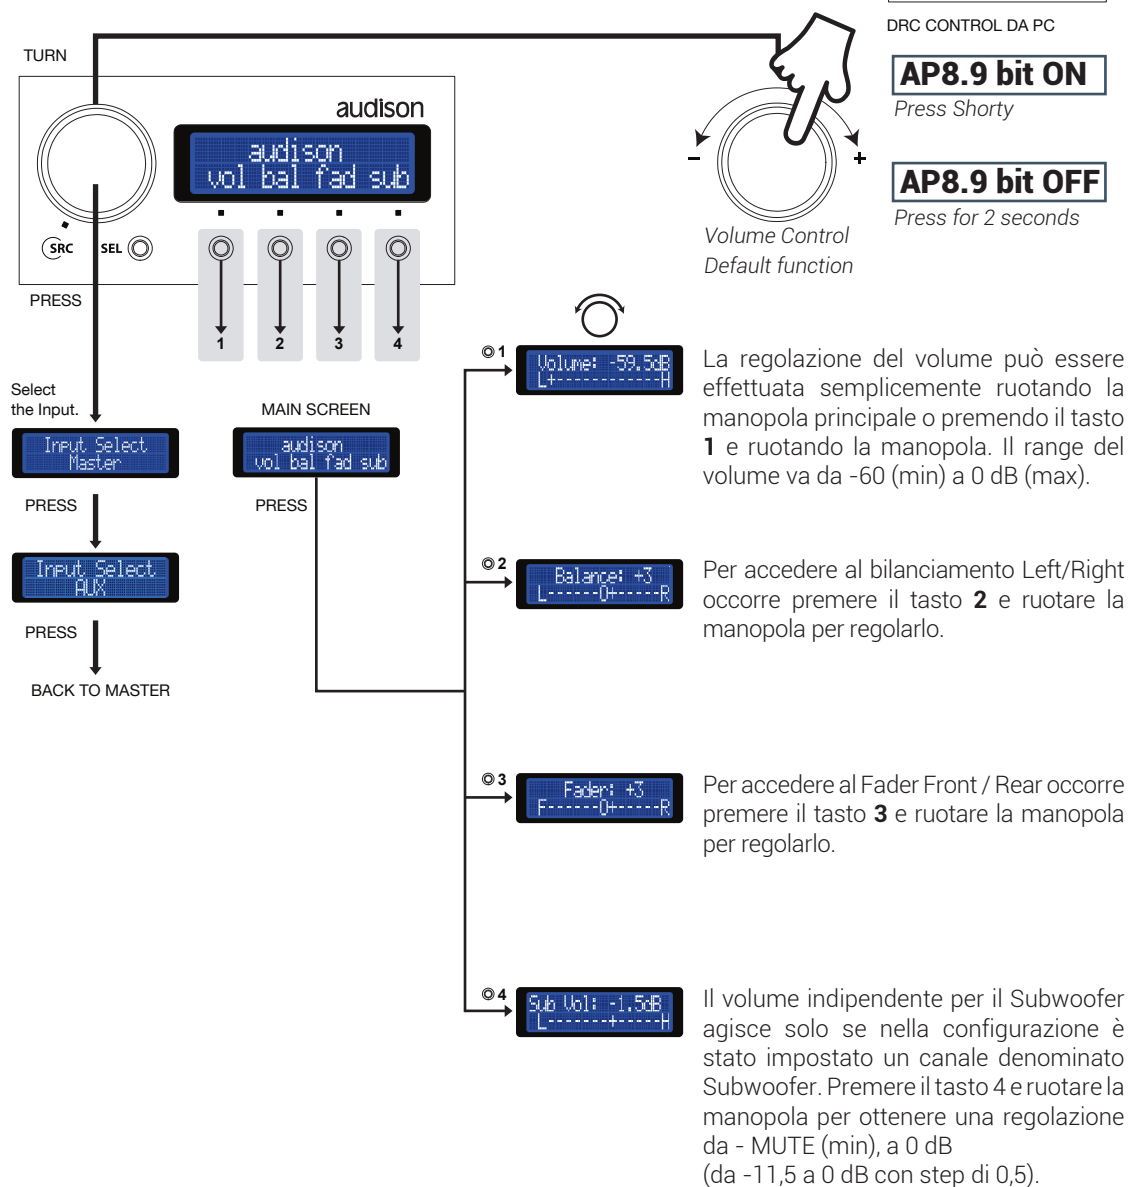 DRC CONTROL DA PC
TURN
AP8.9 bit ON
Press Shorty
audison
audison
vol bal fad sub
AP8.9 bit OFF
Press for 2 seconds
- +
Volume Control
Default function
SRC SEL
PRESS
1 2 3 4
Select
the Input.
Input Select
Master
PRESS
Input Select
AUX
PRESS
BACK TO MASTER
MAIN SCREEN
audison
vol bal fad sub
PRESS
1
Volume: -59.5dB
L+------------H
La regolazione del volume può essere
effettuata semplicemente ruotando la
manopola principale o premendo il tasto
1 e ruotando la manopola. Il range del
volume va da -60 (min) a 0 dB (max).
2
Balance: +3
L------0+-----R
Per accedere al bilanciamento Left/Right
occorre premere il tasto 2 e ruotare la
manopola per regolarlo.
3
Fader: +3
F------0+-----R
Per accedere al Fader Front / Rear occorre
premere il tasto 3 e ruotare la manopola
per regolarlo.
4
Sub Vol: -1.5dB
L-------+-----H
Il volume indipendente per il Subwoofer
agisce solo se nella configurazione è
stato impostato un canale denominato
Subwoofer. Premere il tasto 4 e ruotare la
manopola per ottenere una regolazione
da - MUTE (min), a 0 dB
(da -11,5 a 0 dB con step di 0,5).